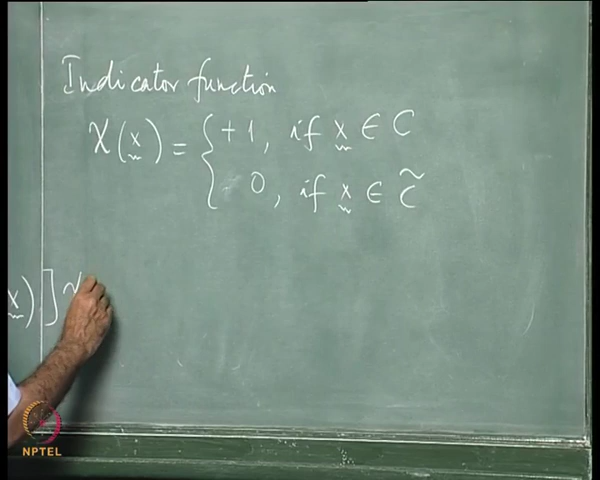 Indicator function
χ(x) = { +1, if x ∈ C
0, if x ∈ C̃
x)]
NPTEL